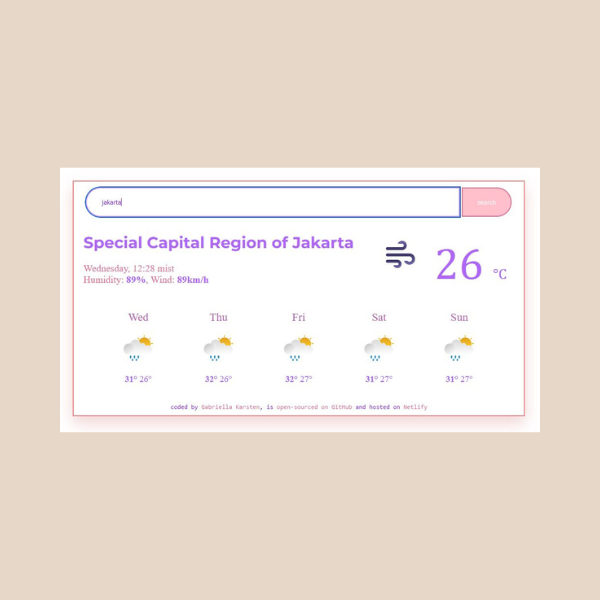 jakarta
search
Special Capital Region of Jakarta
Wednesday, 12:28 mist
Humidity: 89%, Wind: 89km/h
26 °C
Wed Thu Fri Sat Sun
31° 26° 32° 26° 32° 27° 31° 27° 31° 27°
coded by Gabriella Karsten, is open-sourced on GitHub and hosted on Netlify